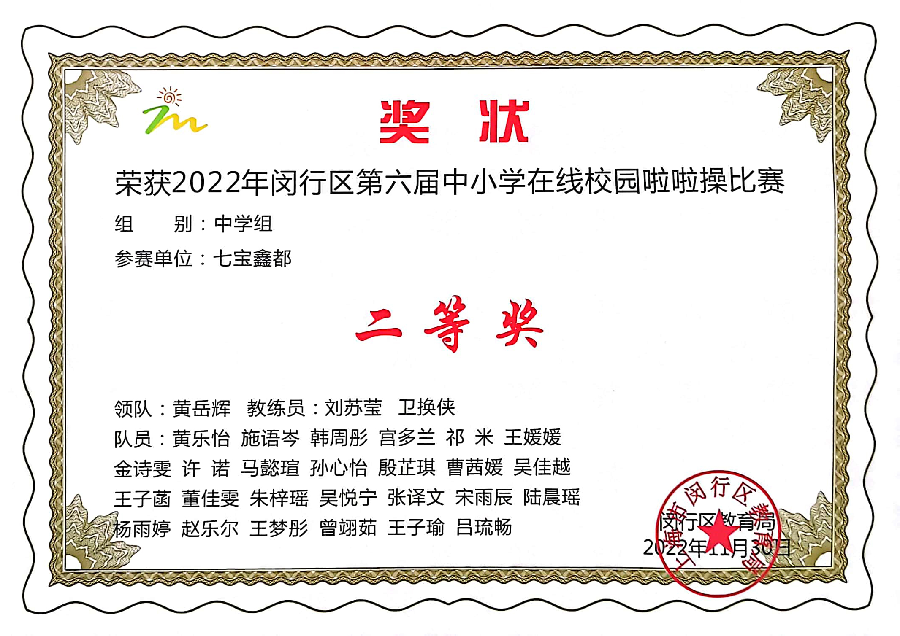 奖 状
荣获2022年闵行区第六届中小学在线校园啦啦操比赛
组 别：中学组
参赛单位：七宝鑫都
二等奖
领队：黄岳辉 教练员：刘苏莹 卫换侠
队员：黄乐怡 施语岑 韩周彤 宫多兰 祁 米 王媛媛
金诗雯 许 诺 马懿瑄 孙心怡 殷芷琪 曹茜媛 吴佳越
王子菡 董佳雯 朱梓瑶 吴悦宁 张译文 宋雨辰 陆晨瑶
杨雨婷 赵乐尔 王梦彤 曾翊茹 王子瑜 吕琉畅
闵行区教育局
2022年11月30日
上海市闵行区教育局